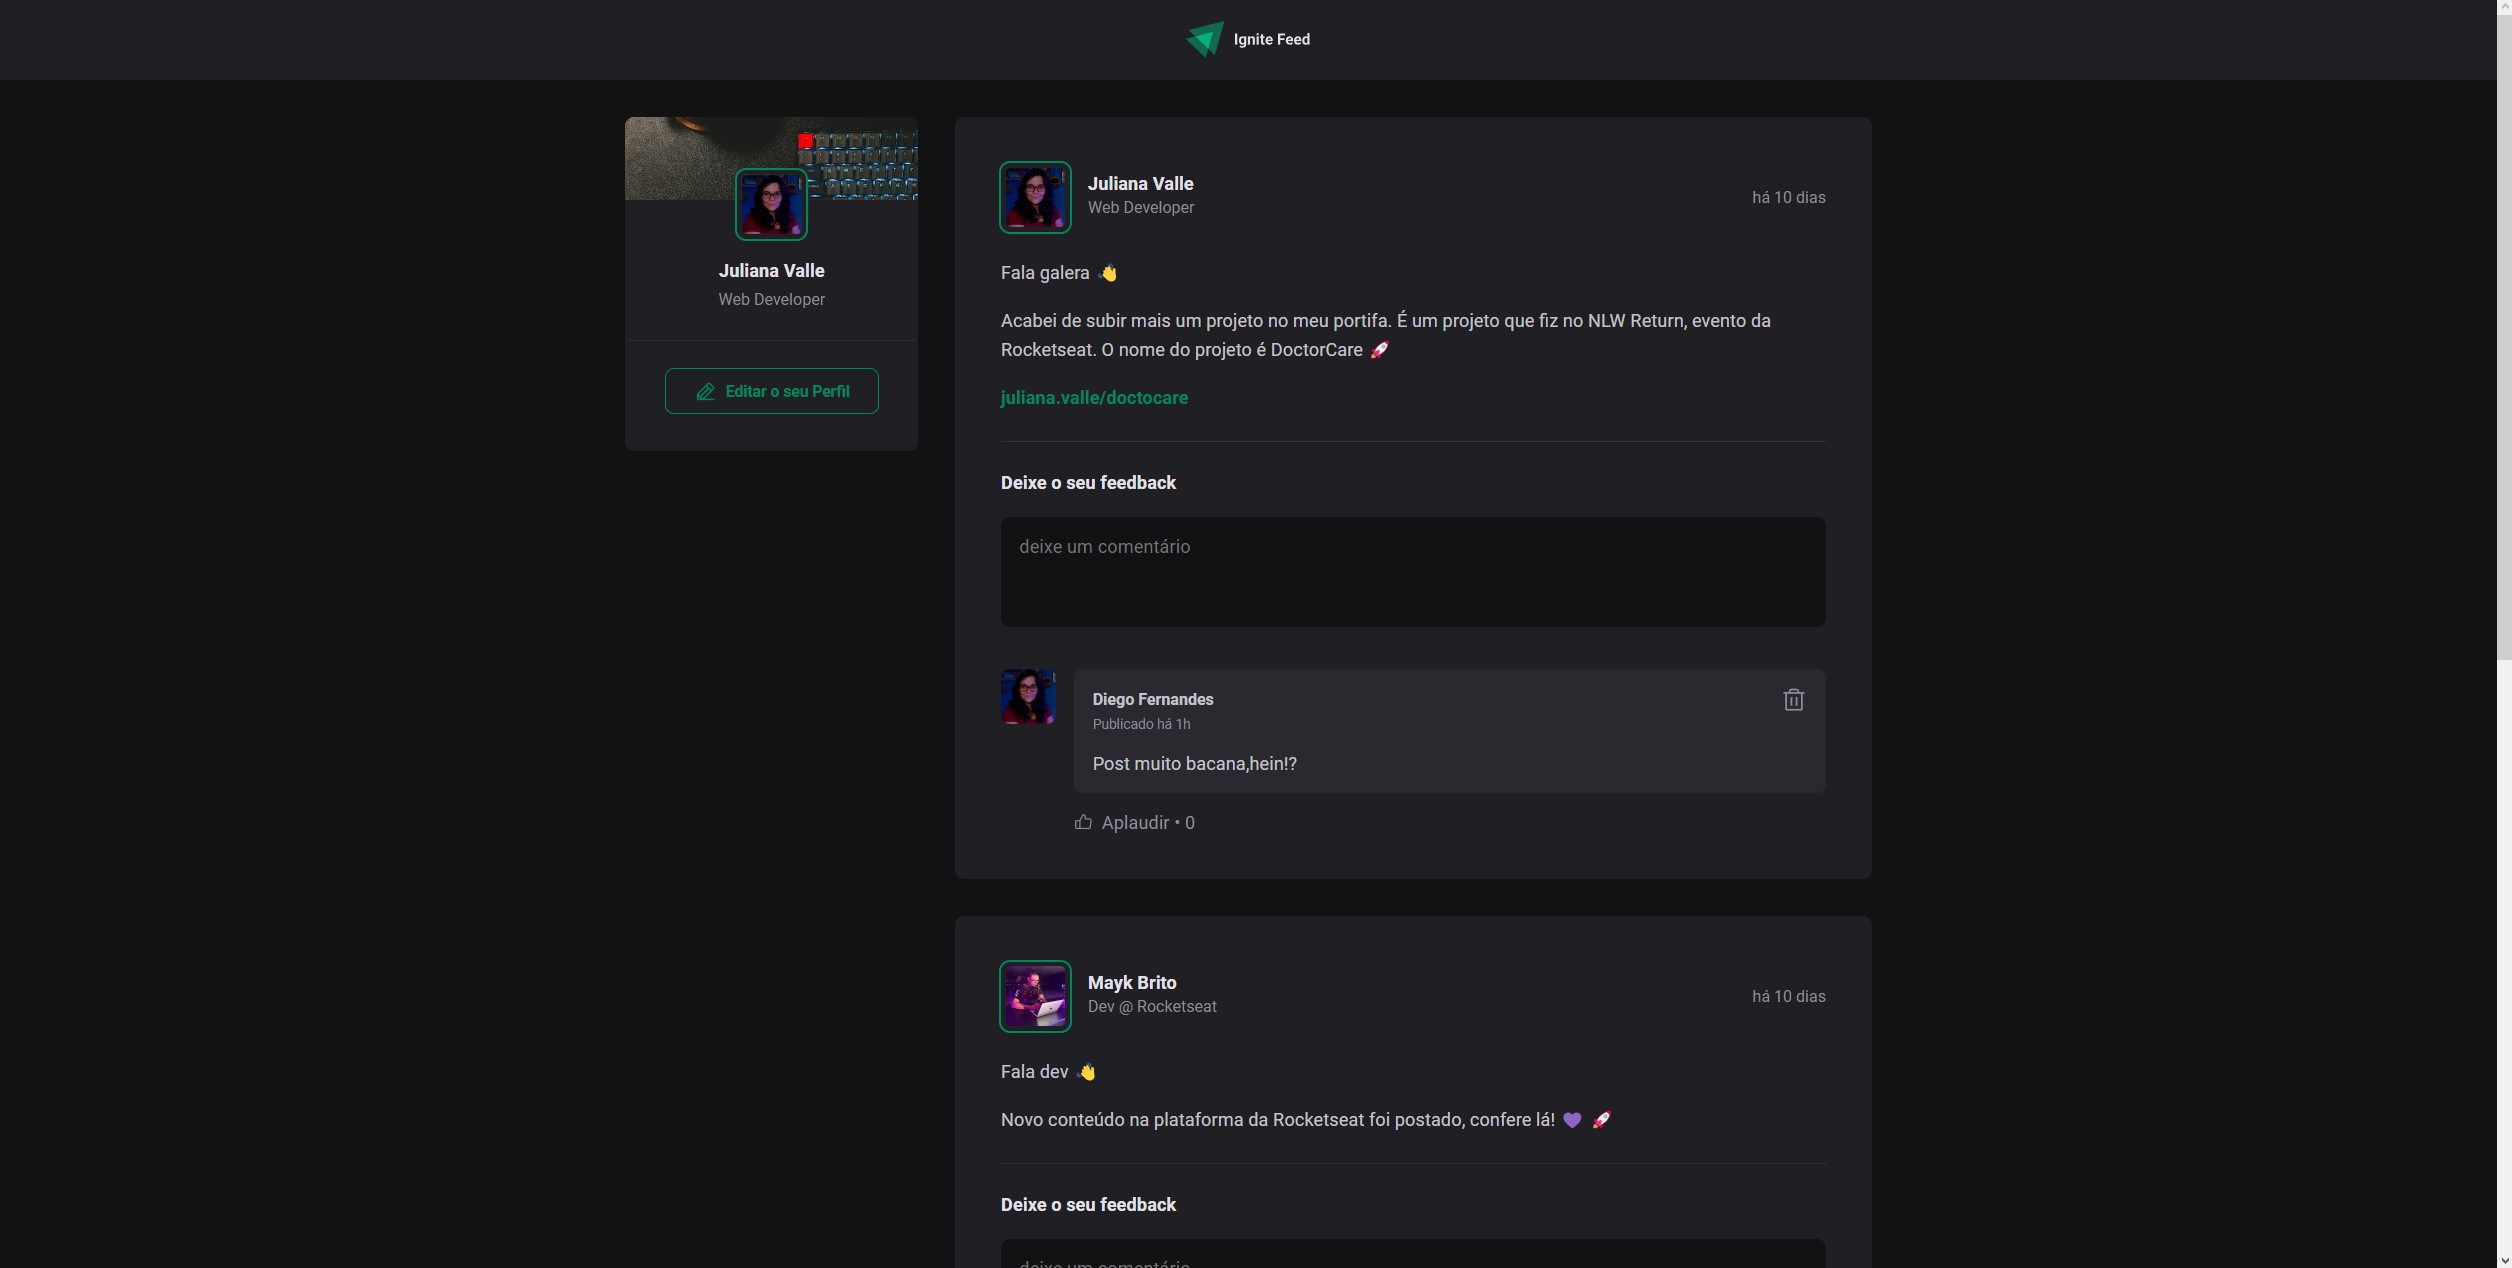 Ignite Feed
Juliana Valle
Web Developer
Editar o seu Perfil
Juliana Valle
Web Developer
há 10 dias
Fala galera 👋
Acabei de subir mais um projeto no meu portifa. É um projeto que fiz no NLW Return, evento da
Rocketseat. O nome do projeto é DoctorCare 🚀
juliana.valle/doctocare
Deixe o seu feedback
deixe um comentário
Diego Fernandes
Publicado há 1h
Post muito bacana,hein!?
Aplaudir • 0
Mayk Brito
Dev @ Rocketseat
há 10 dias
Fala dev 👋
Novo conteúdo na plataforma da Rocketseat foi postado, confere lá! 💜 🚀
Deixe o seu feedback
deixe um comentário